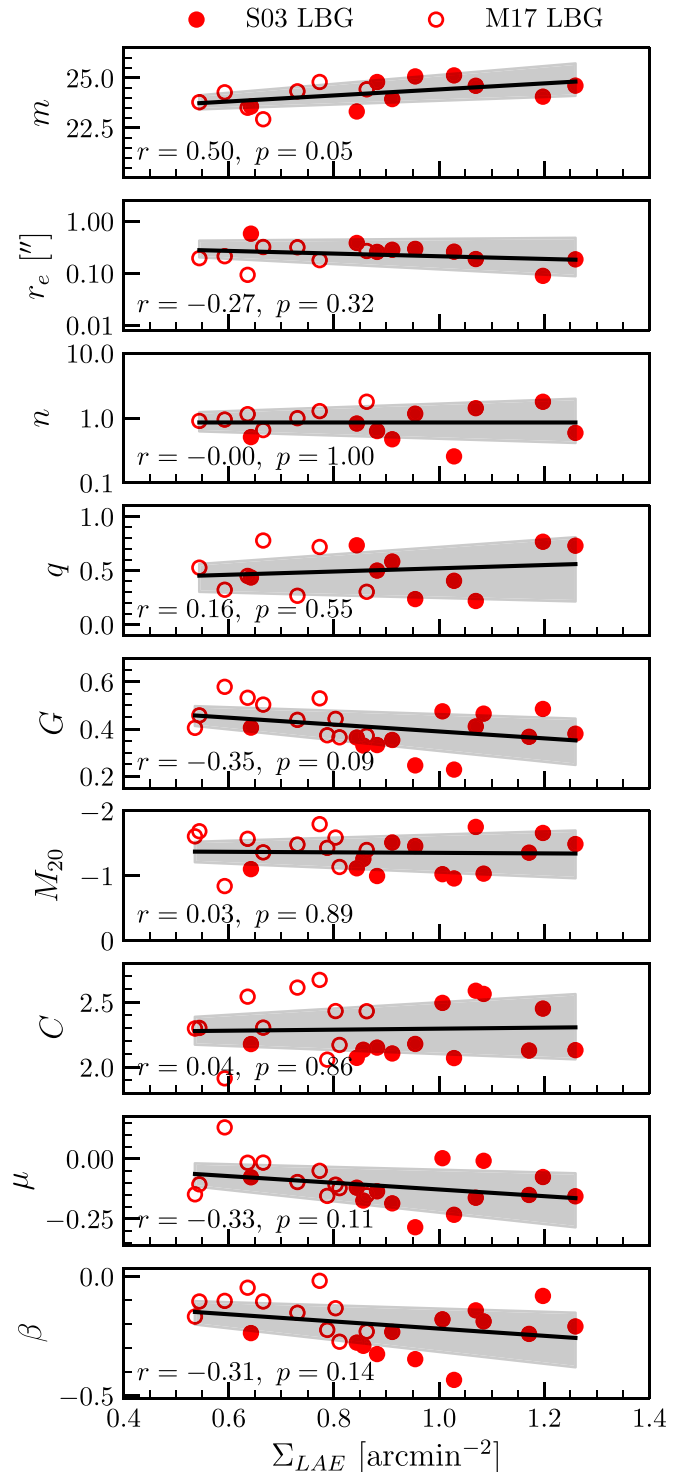 S03 LBG M17 LBG
25.0
22.5
m
r = 0.50, p = 0.05
1.00
0.10
0.01
r_e [″]
r = −0.27, p = 0.32
10.0
1.0
0.1
n
r = −0.00, p = 1.00
1.0
0.5
0.0
q
r = 0.16, p = 0.55
0.6
0.4
0.2
G
r = −0.35, p = 0.09
−2
−1
0
M_20
r = 0.03, p = 0.89
2.5
2.0
C
r = 0.04, p = 0.86
0.00
−0.25
μ
r = −0.33, p = 0.11
0.0
−0.5
β
r = −0.31, p = 0.14
0.4 0.6 0.8 1.0 1.2 1.4
Σ_LAE [arcmin⁻²]